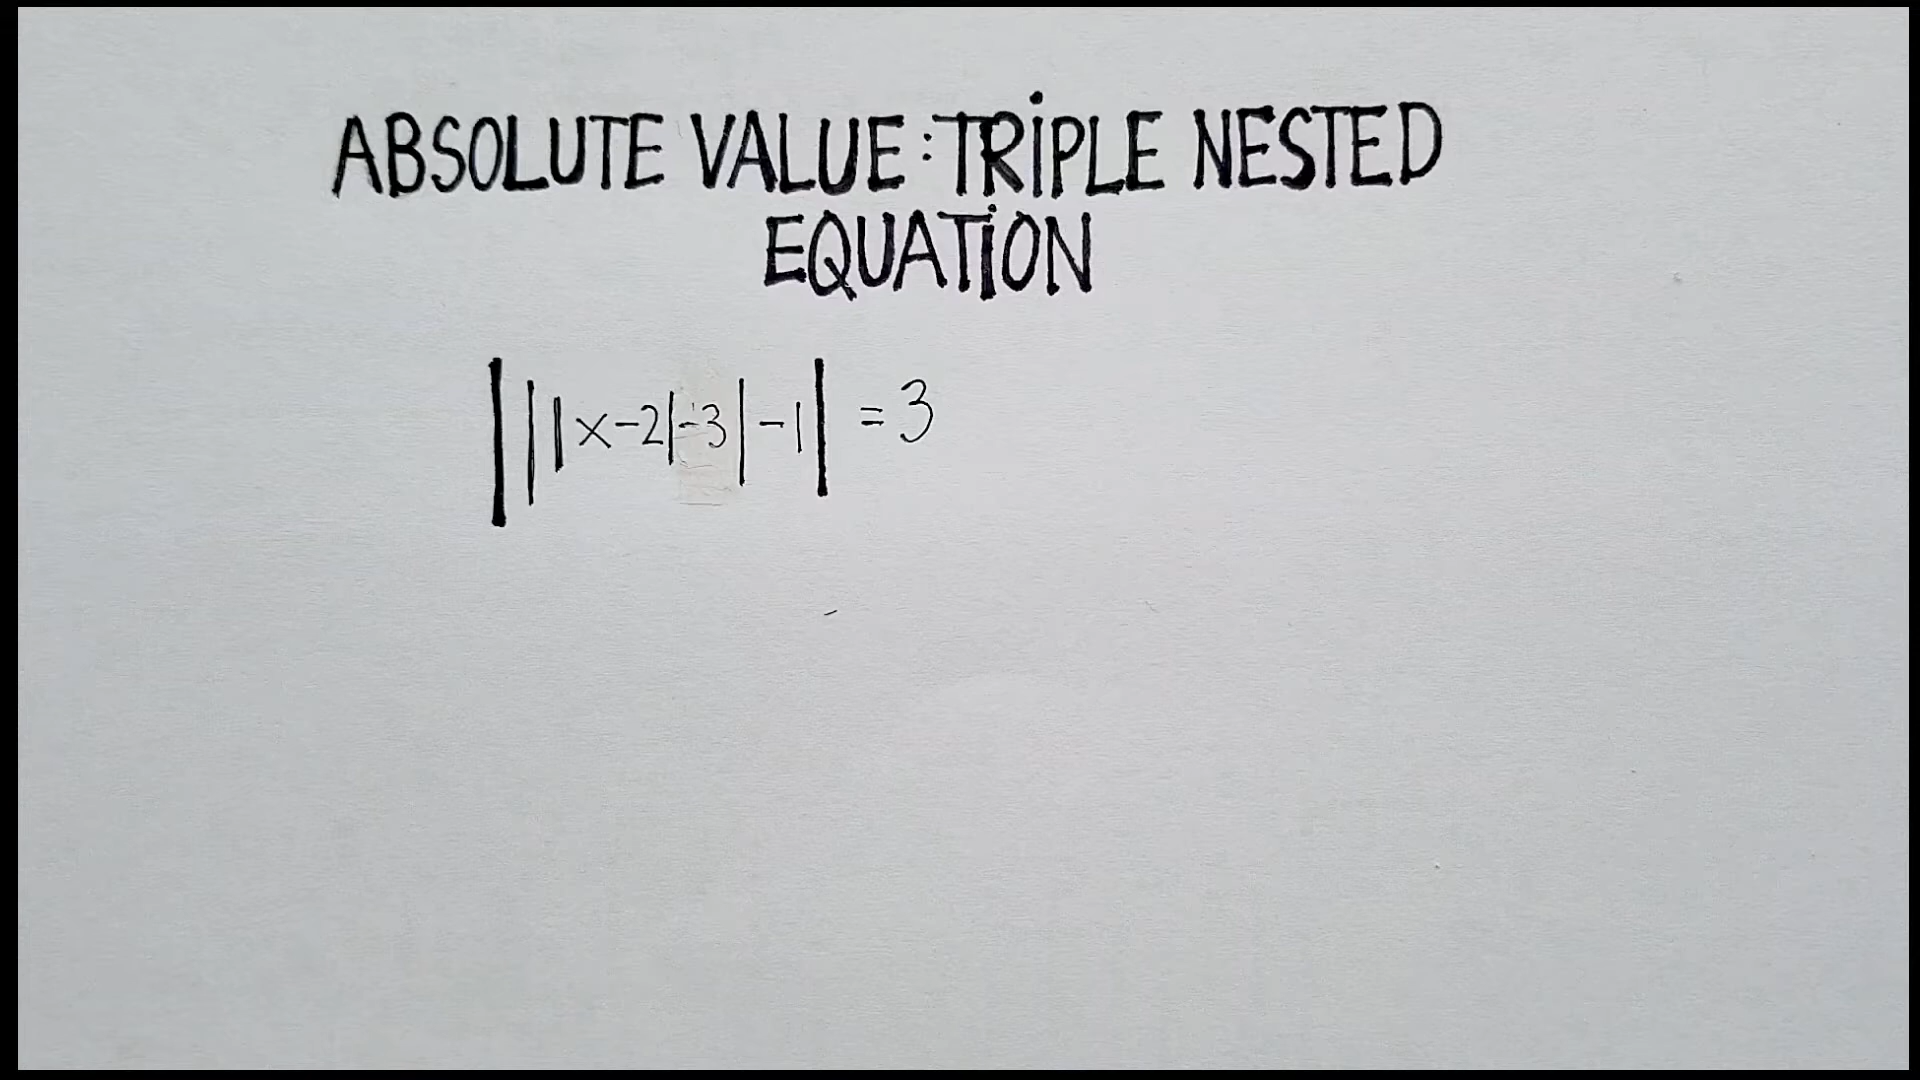 ABSOLUTE VALUE: TRIPLE NESTED
EQUATION
|||x-2|-3|-1| = 3